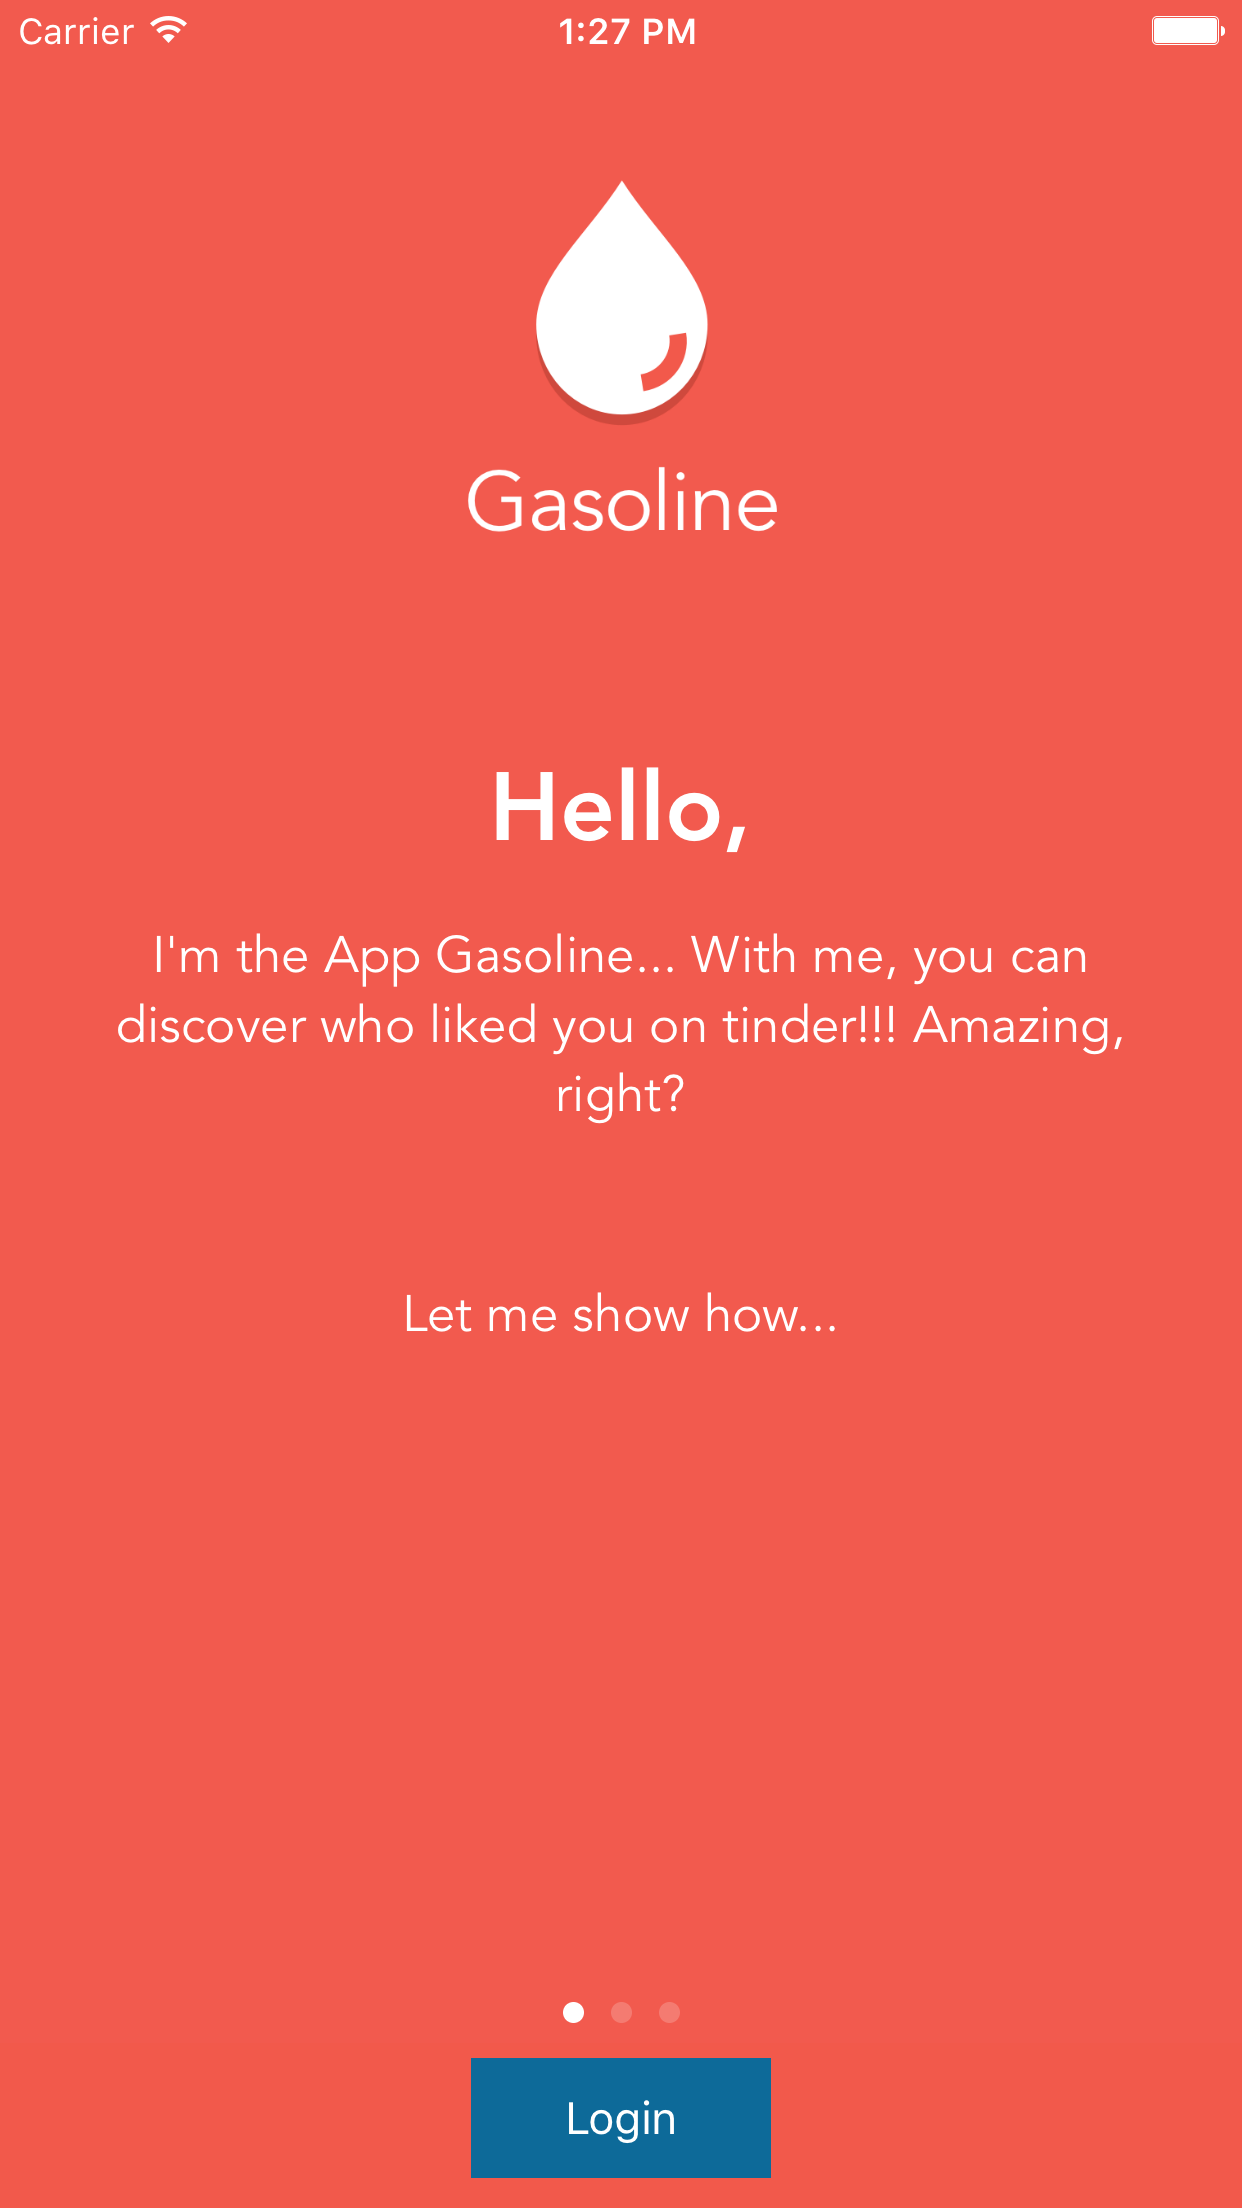 Carrier 1:27 PM
Gasoline
Hello,
I'm the App Gasoline... With me, you can
discover who liked you on tinder!!! Amazing,
right?
Let me show how...
Login